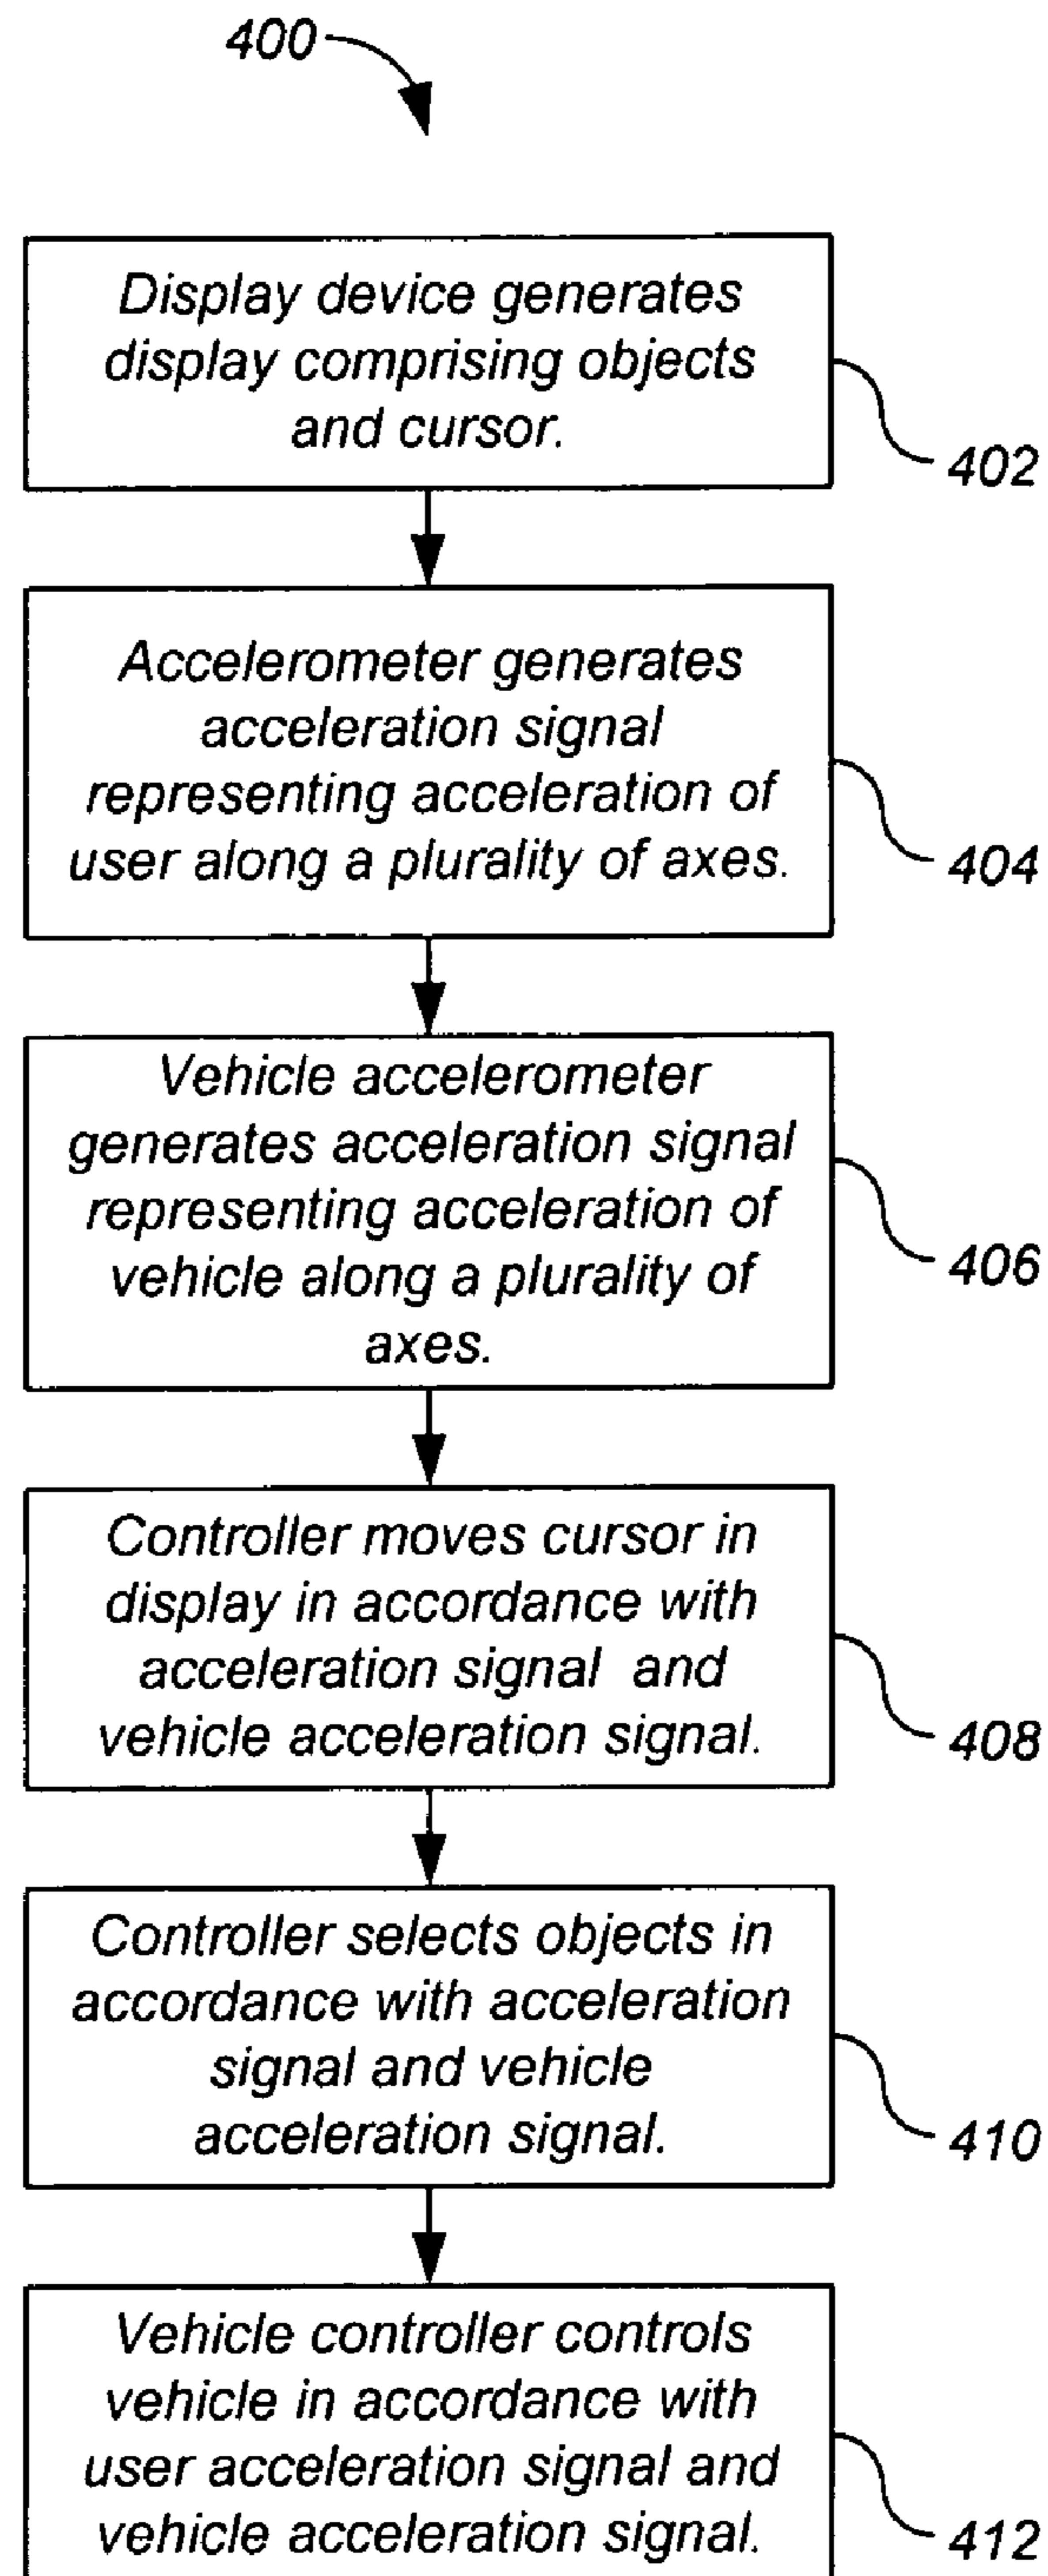 400
Display device generates
display comprising objects
and cursor.
402
Accelerometer generates
acceleration signal
representing acceleration of
user along a plurality of axes.
404
Vehicle accelerometer
generates acceleration signal
representing acceleration of
vehicle along a plurality of
axes.
406
Controller moves cursor in
display in accordance with
acceleration signal and
vehicle acceleration signal.
408
Controller selects objects in
accordance with acceleration
signal and vehicle
acceleration signal.
410
Vehicle controller controls
vehicle in accordance with
user acceleration signal and
vehicle acceleration signal.
412